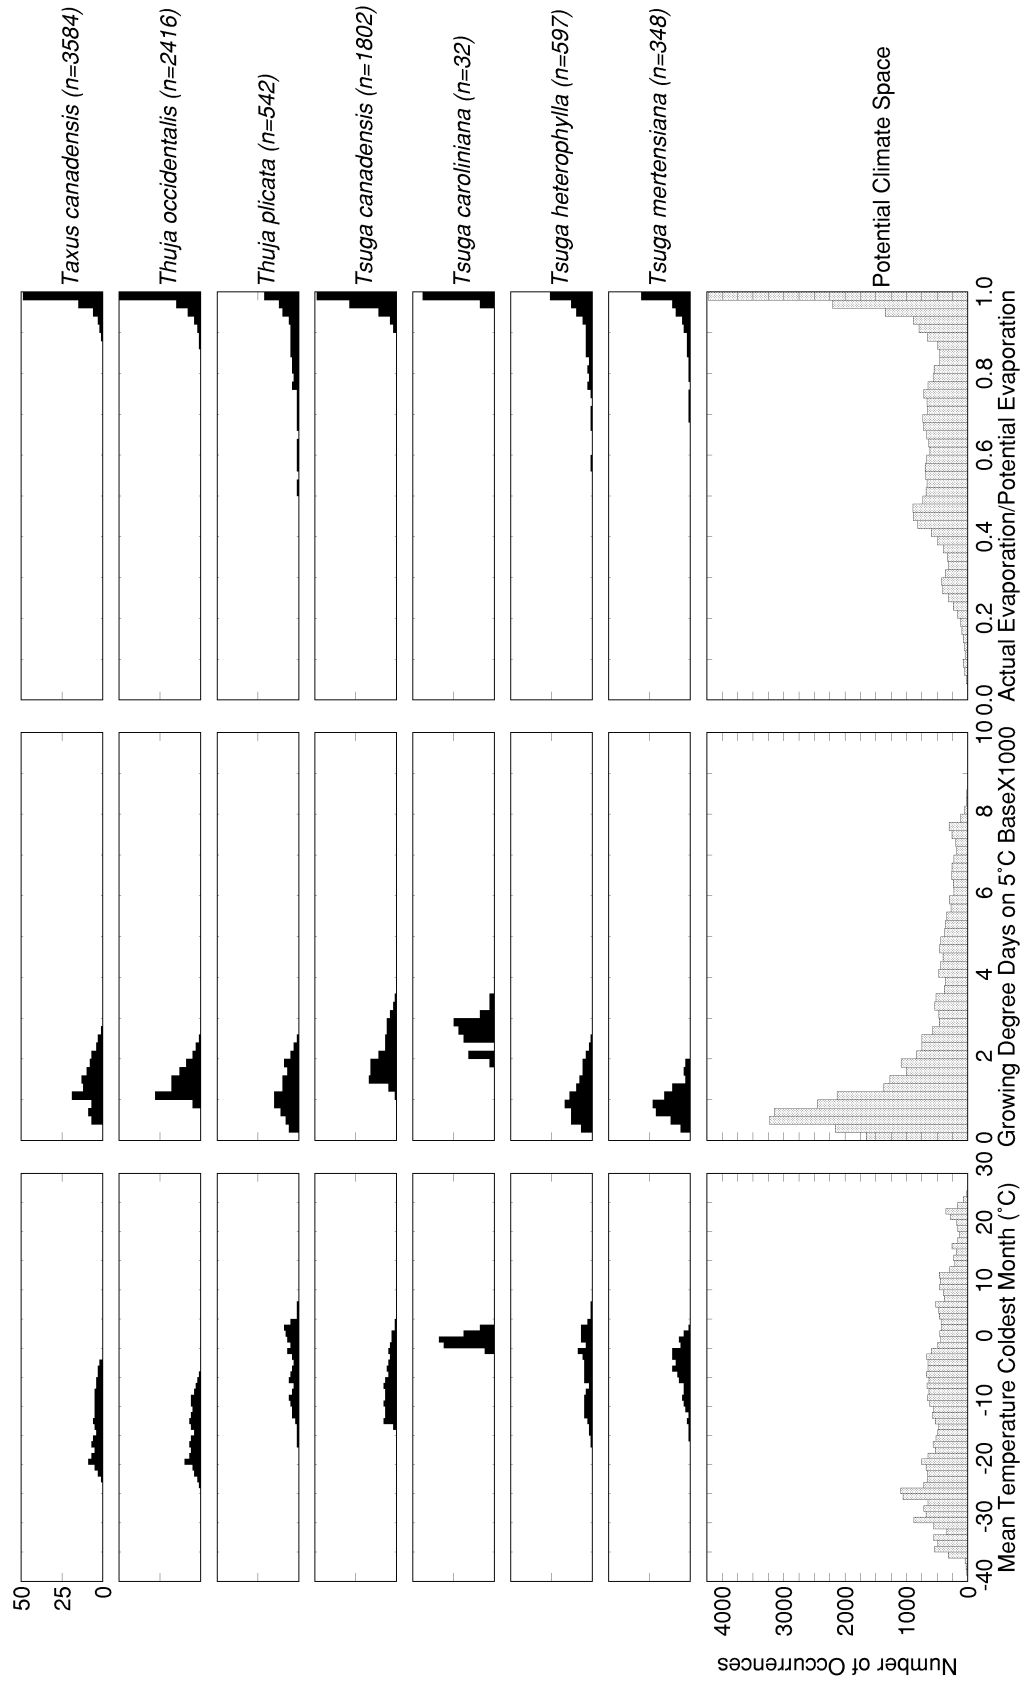 50
25
0
Taxus canadensis (n=3584)
Thuja occidentalis (n=2416)
Thuja plicata (n=542)
Tsuga canadensis (n=1802)
Tsuga caroliniana (n=32)
Tsuga heterophylla (n=597)
Tsuga mertensiana (n=348)
Potential Climate Space
Number of Occurrences
4000
3000
2000
1000
0
-40 -30 -20 -10 0 10 20 30
Mean Temperature Coldest Month (˚C)
0 2 4 6 8 10
Growing Degree Days on 5˚C BaseX1000
0.0 0.2 0.4 0.6 0.8 1.0
Actual Evaporation/Potential Evaporation